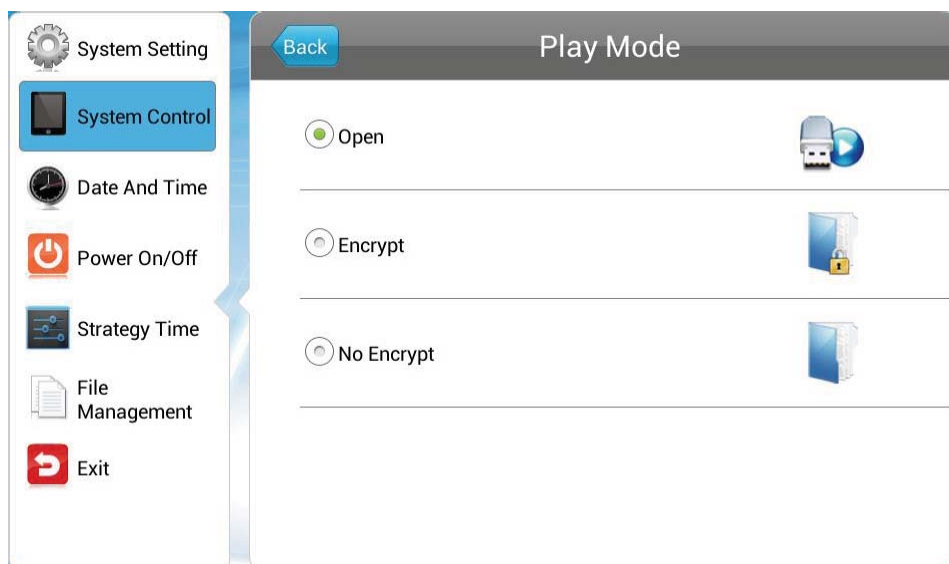 System Setting
System Control
Date And Time
Power On/Off
Strategy Time
File
Management
Exit
Back
Play Mode
Open
Encrypt
No Encrypt